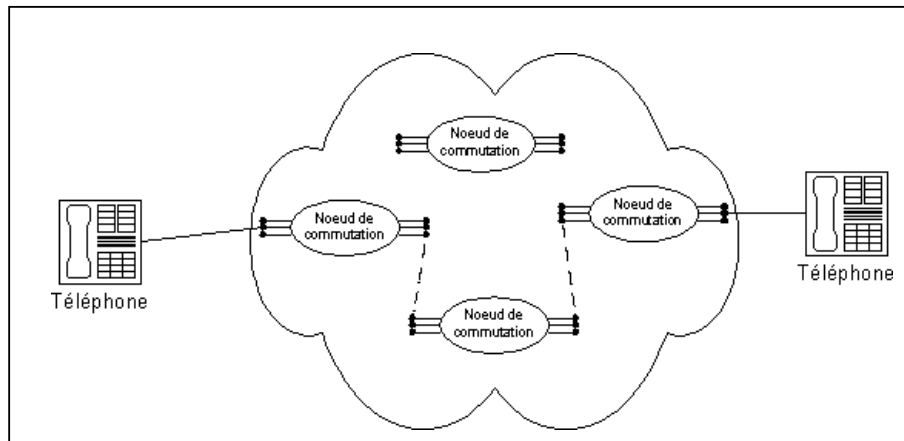 Noeud de
commutation
Noeud de
commutation
Noeud de
commutation
Téléphone
Téléphone
Noeud de
commutation